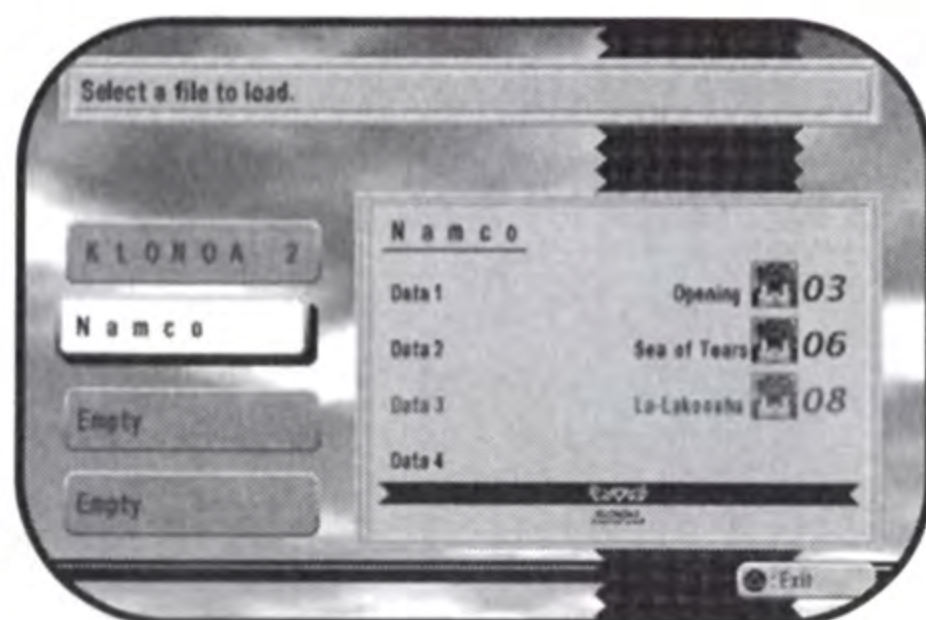 Select a file to load.
KLONOA 2
Namco
Empty
Empty
Namco
Data 1 Opening 03
Data 2 Sea of Tears 06
Data 3 La-Lakoosha 08
Data 4
:Exit